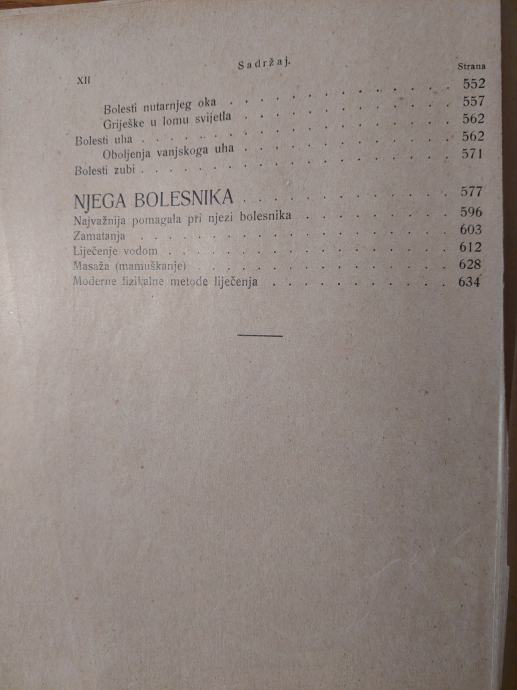 Sadržaj.
XII Strana
Bolesti nutarnjeg oka . . . . . . . . . . . 552
Griješke u lomu svijetla . . . . . . . . . . . 557
Bolesti uha . . . . . . . . . . . . . . 562
Oboljenja vanjskoga uha . . . . . . . . . . 562
Bolesti zubi . . . . . . . . . . . . . . 571
NJEGA BOLESNIKA . . . . . . . . . . . 577
Najvažnija pomagala pri njezi bolesnika . . . . . . . . 596
Zamatanja . . . . . . . . . . . . . . 603
Liječenje vodom . . . . . . . . . . . . . 612
Masaža (mamuškanje) . . . . . . . . . . . . 628
Moderne fizikalne metode liječenja . . . . . . . . . 634